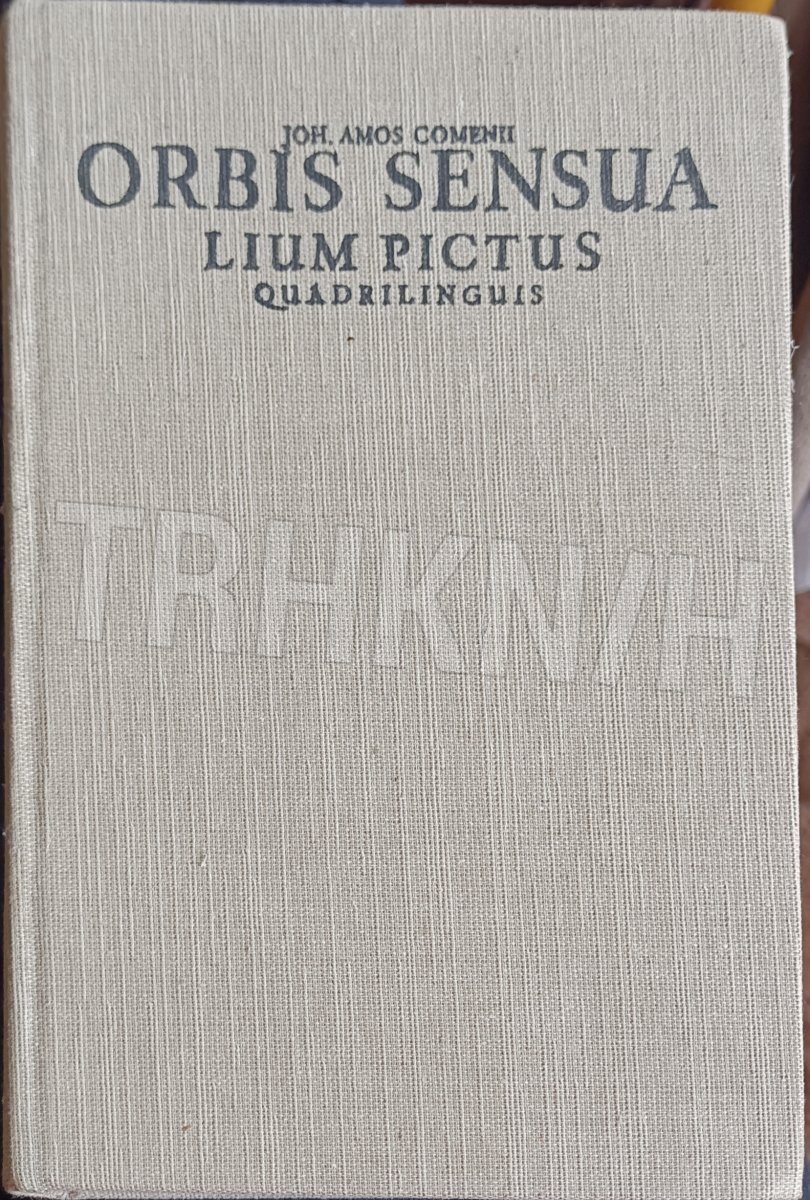 JOH. AMOS COMENII
ORBIS SENSUA
LIUM PICTUS
QUADRILINGUIS
TRHKNIH